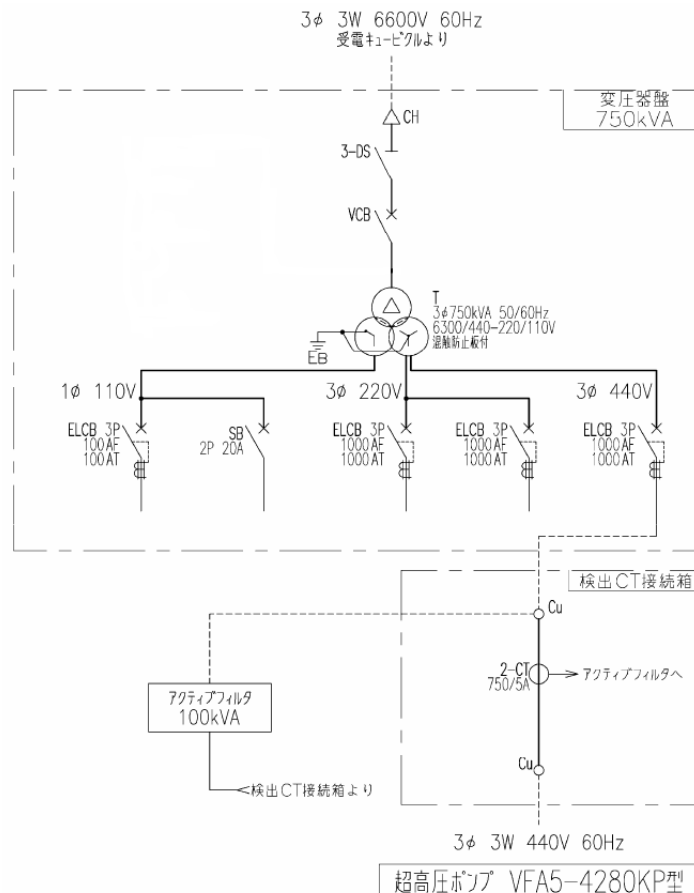 3φ 3W 6600V 60Hz
受電キュービクルより
変圧器盤
750kVA
CH
3-DS
VCB
T
3φ750kVA 50/60Hz
6300/440-220/110V
混触防止板付
EB
1φ 110V
3φ 220V
3φ 440V
ELCB 3P
100AF
100AT
SB
2P 20A
ELCB 3P
1000AF
1000AT
ELCB 3P
1000AF
1000AT
ELCB 3P
1000AF
1000AT
検出CT接続箱
Cu
2-CT
750/5A
アクティブフィルタへ
アクティブフィルタ
100kVA
Cu
検出CT接続箱より
3φ 3W 440V 60Hz
超高圧ポンプ VFA5-4280KP型